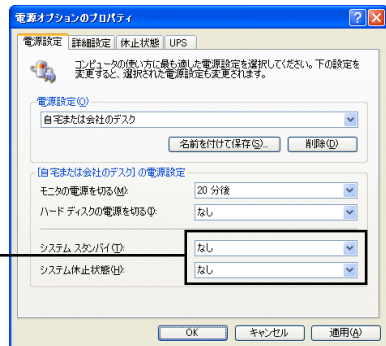 電源オプションのプロパティ
電源設定 詳細設定 休止状態 UPS
コンピュータの使い方に最も適した電源設定を選択してください。下の設定を
変更すると、選択された電源設定も変更されます。
電源設定(O)
自宅または会社のデスク
名前を付けて保存(S)... 削除(D)
[自宅または会社のデスク] の電源設定
モニタの電源を切る(M): 20 分後
ハード ディスクの電源を切る(I): なし
システム スタンバイ(T): なし
システム休止状態(H): なし
OK キャンセル 適用(A)